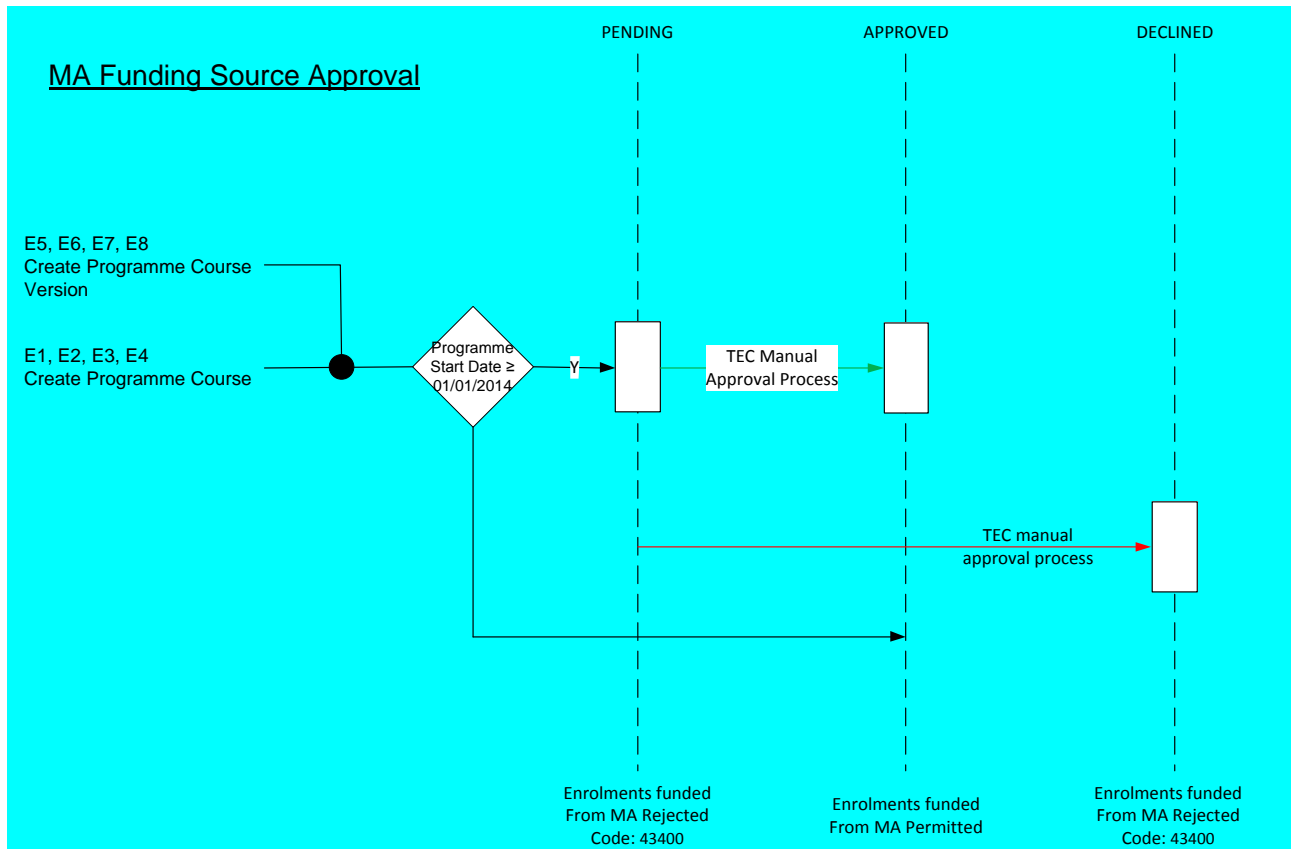 PENDING
APPROVED
DECLINED
MA Funding Source Approval
E5, E6, E7, E8
Create Programme Course
Version
E1, E2, E3, E4
Create Programme Course
Programme
Start Date ≥
01/01/2014
Y
TEC Manual
Approval Process
TEC manual
approval process
Enrolments funded
From MA Rejected
Code: 43400
Enrolments funded
From MA Permitted
Enrolments funded
From MA Rejected
Code: 43400